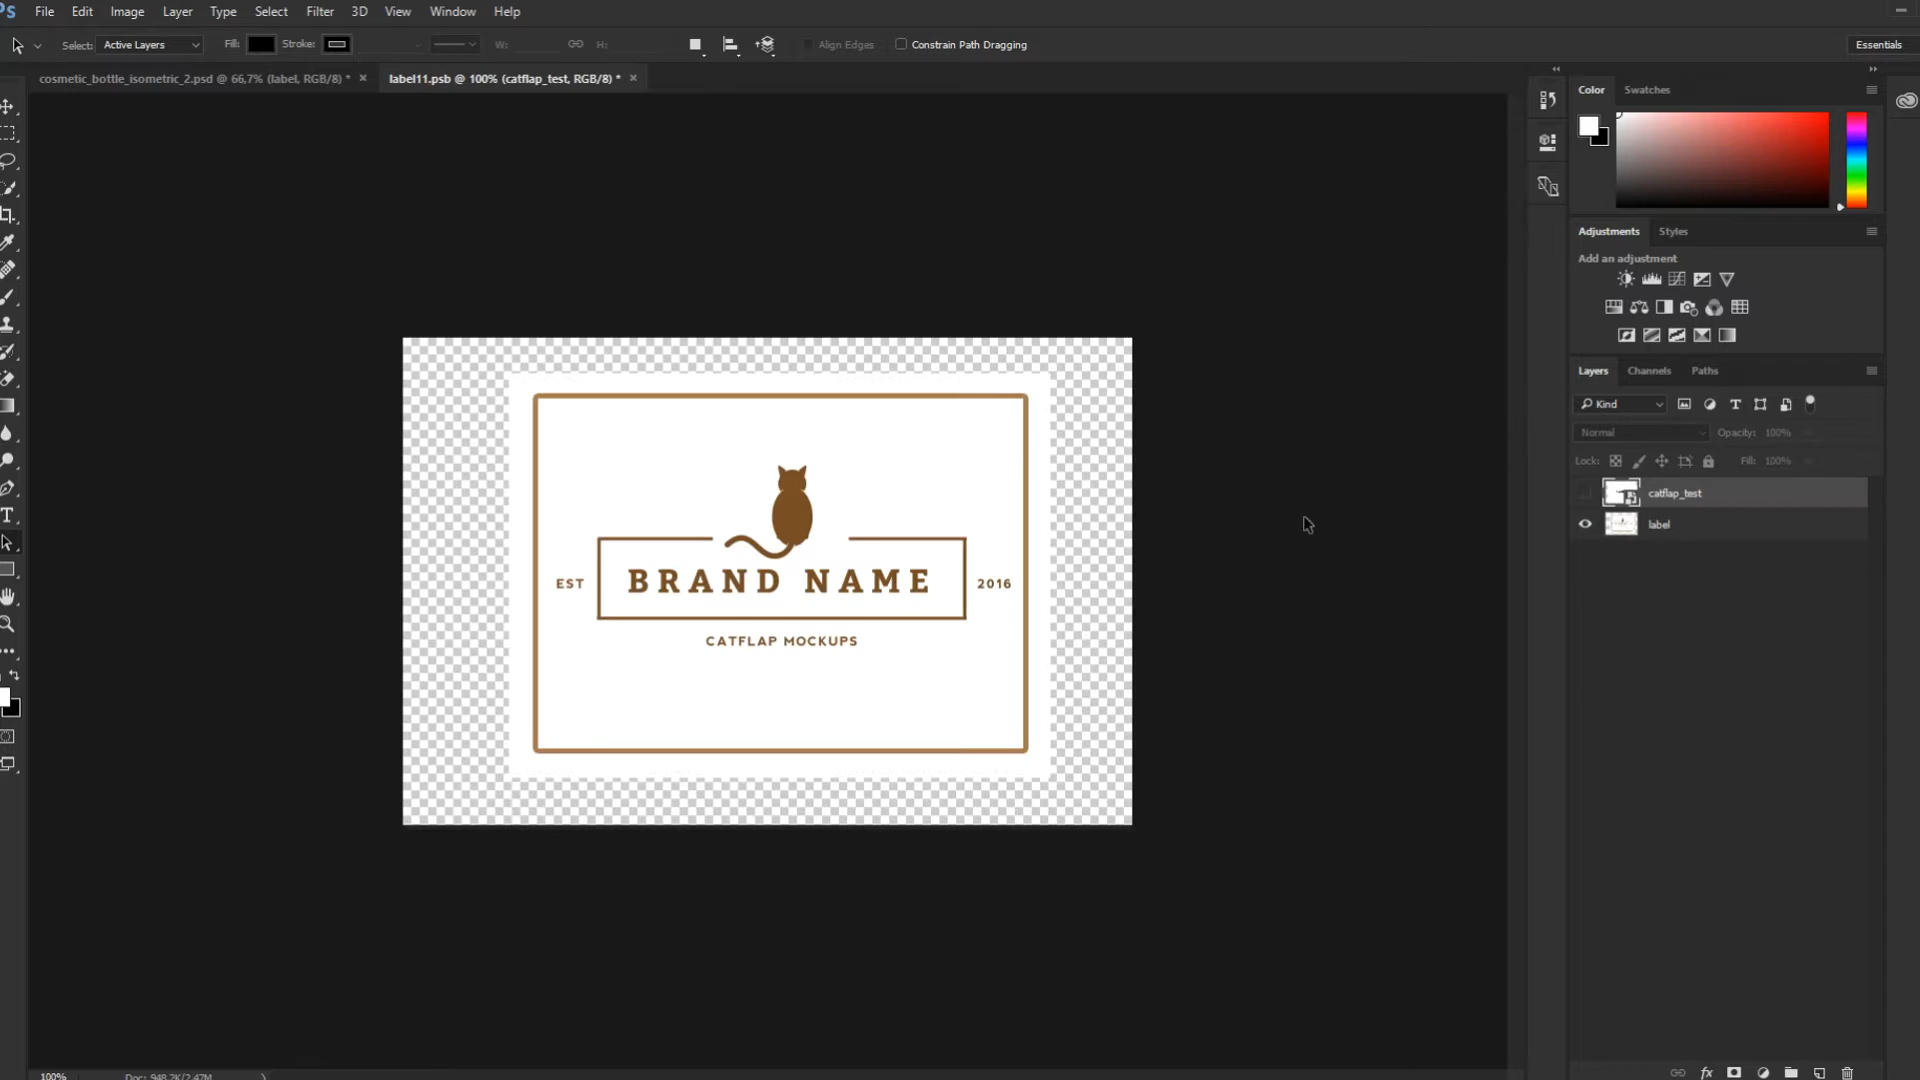 File Edit Image Layer Type Select Filter 3D View Window Help
Select: Active Layers Fill: Stroke: W: H: Align Edges Constrain Path Dragging Essentials
cosmetic_bottle_isometric_2.psd @ 66,7% (label, RGB/8) * × label11.psb @ 100% (catflap_test, RGB/8) * ×
Color Swatches
Adjustments Styles
Add an adjustment
Layers Channels Paths
Kind
Normal Opacity: 100%
Lock: Fill: 100%
catflap_test
label
EST BRAND NAME 2016
CATFLAP MOCKUPS
100% Doc: 948,2K/2,47M